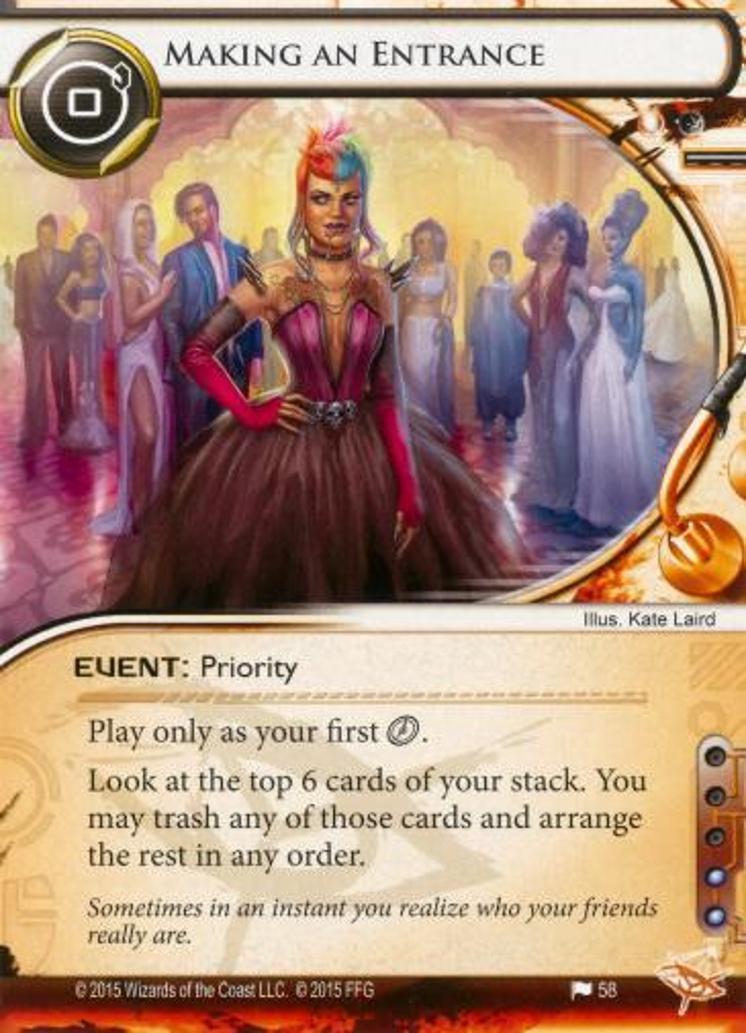 MAKING AN ENTRANCE
Illus. Kate Laird
EVENT: Priority
Play only as your first .
Look at the top 6 cards of your stack. You
may trash any of those cards and arrange
the rest in any order.
Sometimes in an instant you realize who your friends
really are.
© 2015 Wizards of the Coast LLC. © 2015 FFG
58